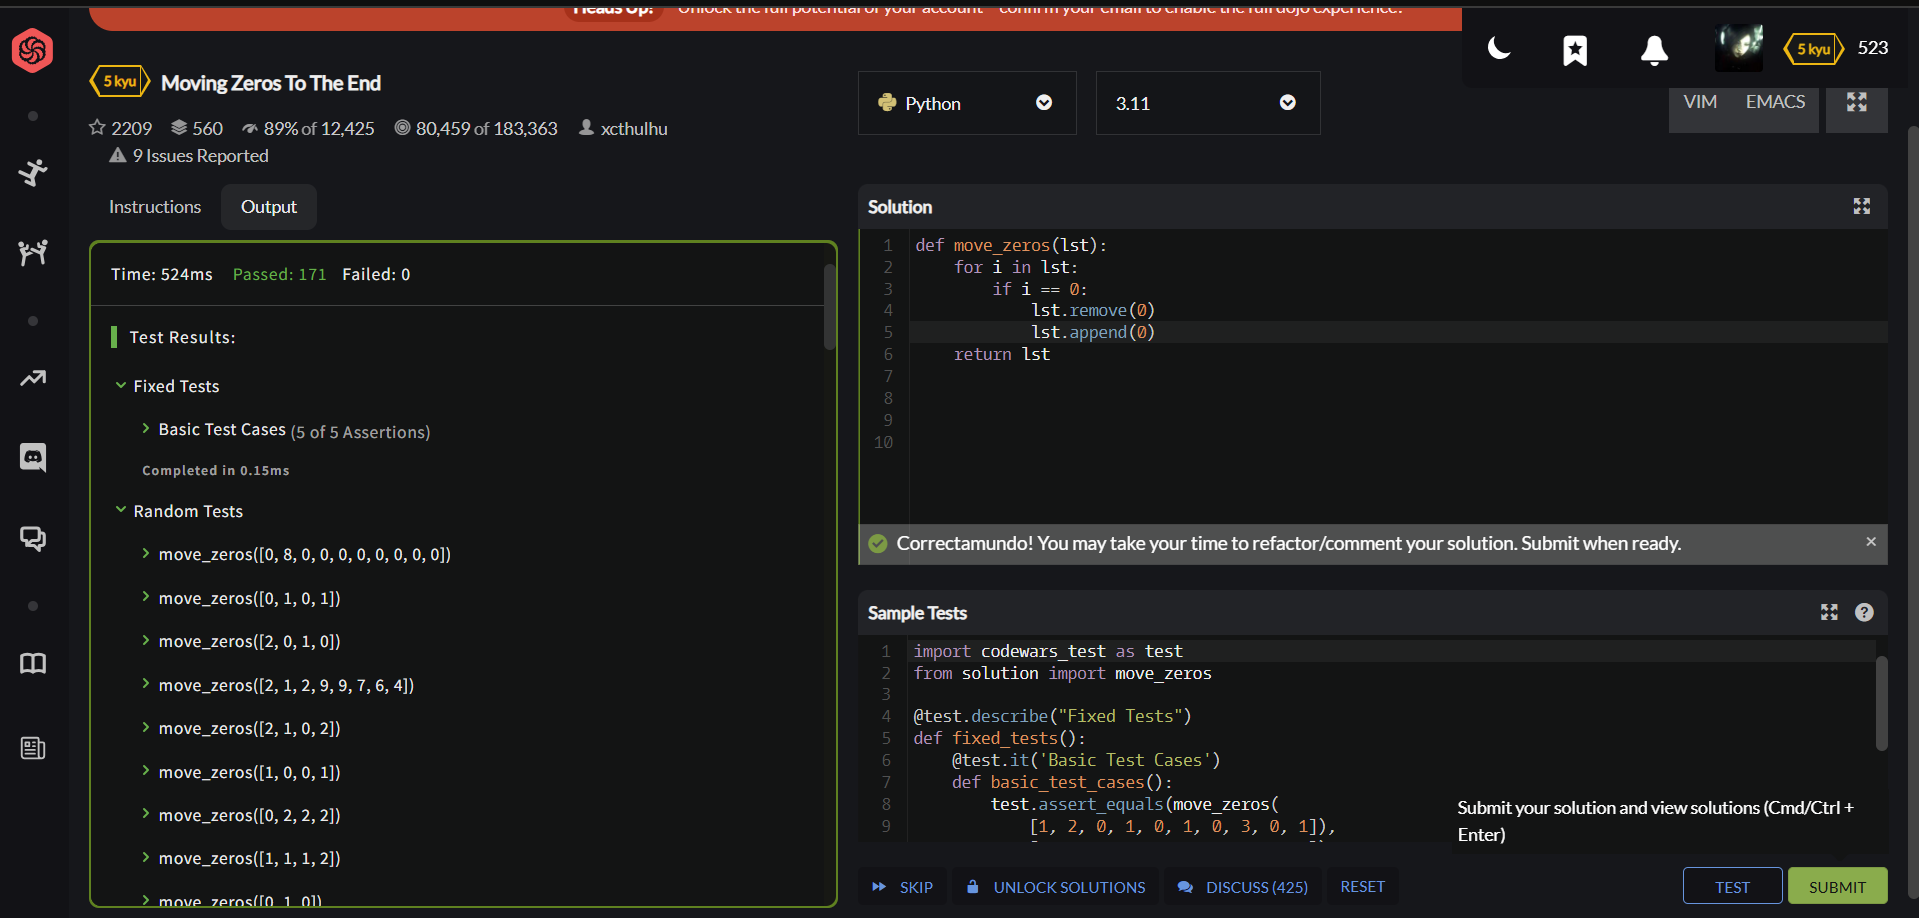 Heads Up! Unlock the full potential of your account - confirm your email to enable the full dojo experience.
5 kyu
523
5 kyu Moving Zeros To The End
2209 560 89% of 12,425 80,459 of 183,363 xcthulhu
9 Issues Reported
Python
3.11
VIM EMACS
Instructions
Output
Time: 524ms Passed: 171 Failed: 0
Test Results:
Fixed Tests
Basic Test Cases (5 of 5 Assertions)
Completed in 0.15ms
Random Tests
move_zeros([0, 8, 0, 0, 0, 0, 0, 0, 0, 0])
move_zeros([0, 1, 0, 1])
move_zeros([2, 0, 1, 0])
move_zeros([2, 1, 2, 9, 9, 7, 6, 4])
move_zeros([2, 1, 0, 2])
move_zeros([1, 0, 0, 1])
move_zeros([0, 2, 2, 2])
move_zeros([1, 1, 1, 2])
move_zeros([0, 1, 0])
Solution
1 def move_zeros(lst):
2 for i in lst:
3 if i == 0:
4 lst.remove(0)
5 lst.append(0)
6 return lst
7
8
9
10
Correctamundo! You may take your time to refactor/comment your solution. Submit when ready.
Sample Tests
1 import codewars_test as test
2 from solution import move_zeros
3
4 @test.describe("Fixed Tests")
5 def fixed_tests():
6 @test.it('Basic Test Cases')
7 def basic_test_cases():
8 test.assert_equals(move_zeros(
9 [1, 2, 0, 1, 0, 1, 0, 3, 0, 1]),
Submit your solution and view solutions (Cmd/Ctrl +
Enter)
SKIP
UNLOCK SOLUTIONS
DISCUSS (425)
RESET
TEST
SUBMIT